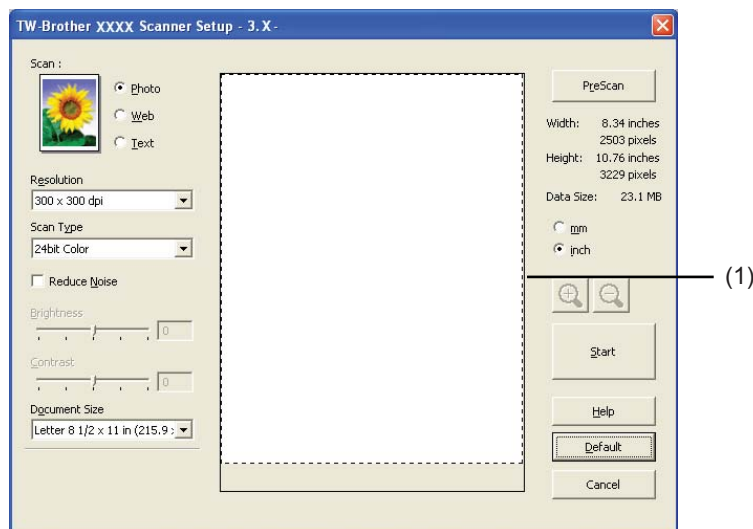 TW-Brother XXXX Scanner Setup - 3.X-
Scan :
Photo
Web
Text
Resolution
300 x 300 dpi
Scan Type
24bit Color
Reduce Noise
Brightness
0
Contrast
0
Document Size
Letter 8 1/2 x 11 in (215.9 :
PreScan
Width: 8.34 inches
2503 pixels
Height: 10.76 inches
3229 pixels
Data Size: 23.1 MB
mm
inch
(1)
Start
Help
Default
Cancel